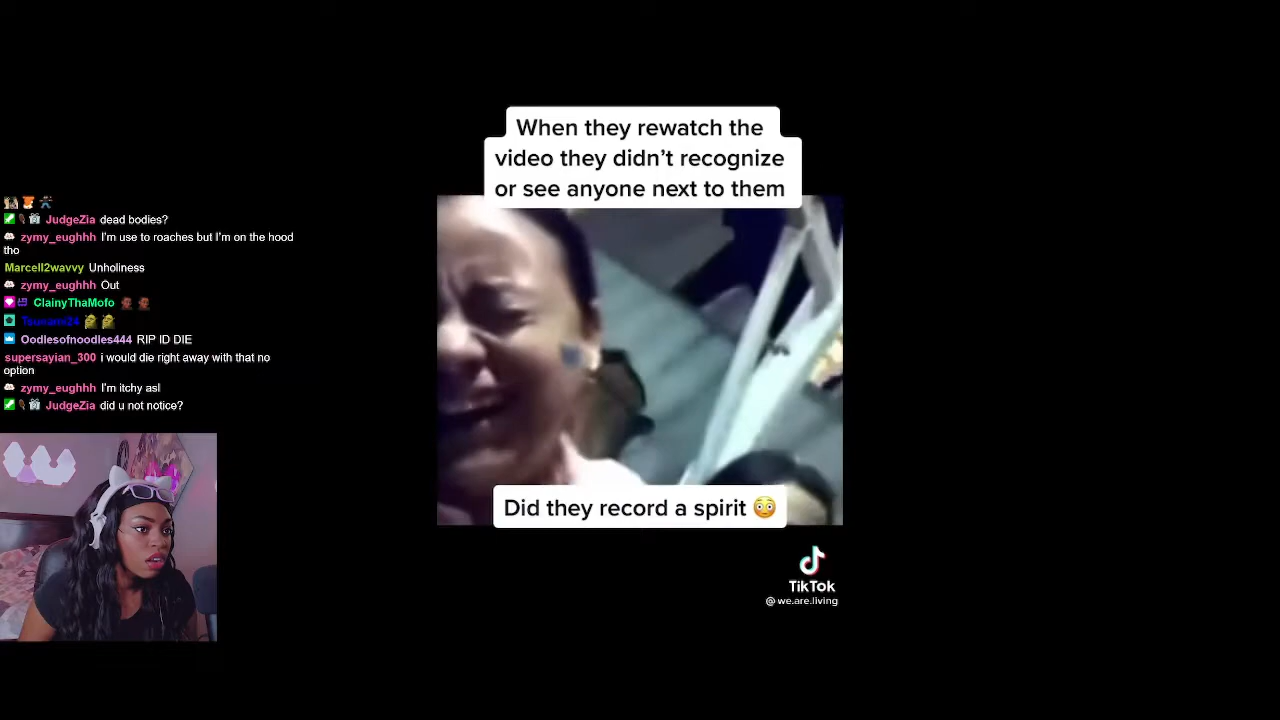 When they rewatch the
video they didn't recognize
or see anyone next to them
JudgeZia dead bodies?
zymy_eughhh I'm use to roaches but I'm on the hood
tho
Marcell2wavvy Unholiness
zymy_eughhh Out
ClainyThaMofo
Tsunami24
Oodlesofnoodles444 RIP ID DIE
supersayian_300 i would die right away with that no
option
zymy_eughhh I'm itchy asl
JudgeZia did u not notice?
Did they record a spirit 😳
TikTok
@we.are.living